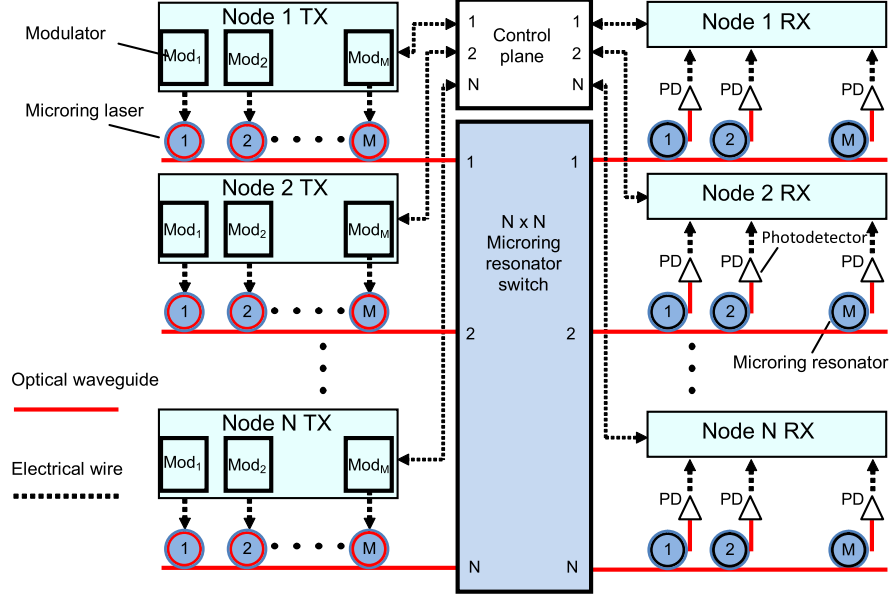 Node 1 TX
Modulator
Mod1
Mod2
ModM
Microring laser
1
2
M
Control
plane
1
2
N
1
2
N
Node 1 RX
PD
PD
PD
1
2
M
Node 2 TX
Mod1
Mod2
ModM
1
2
M
N x N
Microring
resonator
switch
1
2
N
1
2
N
Node 2 RX
PD
PD
PD
Photodetector
1
2
M
Microring resonator
Optical waveguide
Electrical wire
Node N TX
Mod1
Mod2
ModM
1
2
M
Node N RX
PD
PD
PD
1
2
M